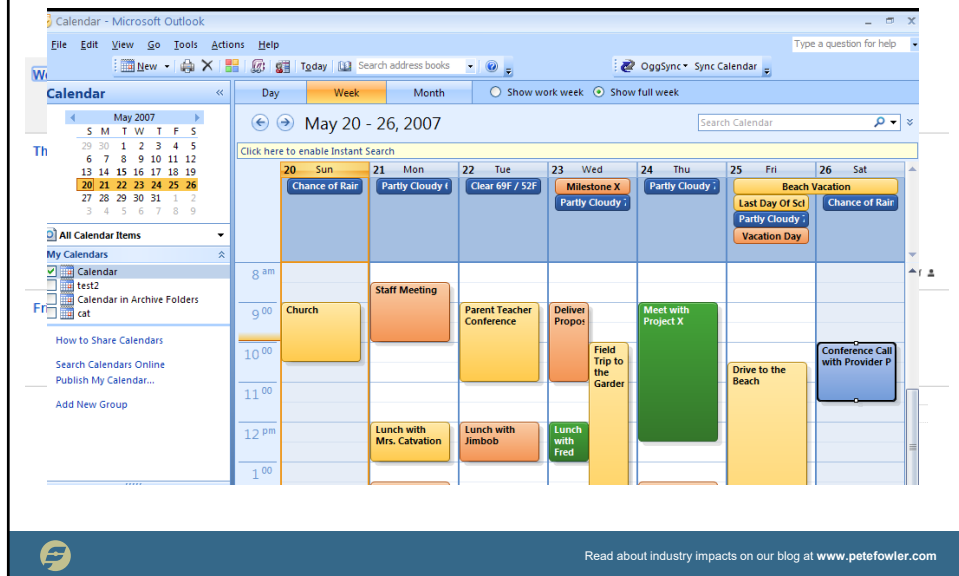 Calendar - Microsoft Outlook
File Edit View Go Tools Actions Help
Type a question for help
New Today Search address books OggSync Sync Calendar
We
Calendar «
Day Week Month Show work week Show full week
May 2007
S M T W T F S
29 30 1 2 3 4 5
6 7 8 9 10 11 12
13 14 15 16 17 18 19
20 21 22 23 24 25 26
27 28 29 30 31 1 2
3 4 5 6 7 8 9
May 20 - 26, 2007
Search Calendar
Th
Click here to enable Instant Search
20 Sun 21 Mon 22 Tue 23 Wed 24 Thu 25 Fri 26 Sat
Chance of Rain Partly Cloudy ( Clear 69F / 52F Milestone X Partly Cloudy 7 Beach Vacation
Partly Cloudy 7 Last Day Of Scl Chance of Rain
Partly Cloudy 7
Vacation Day
All Calendar Items
My Calendars
Calendar
test2
Calendar in Archive Folders
cat
Fr
How to Share Calendars
Search Calendars Online
Publish My Calendar...
Add New Group
8 am
9 00
10 00
11 00
12 pm
1 00
Church
Staff Meeting
Lunch with
Mrs. Catvation
Parent Teacher
Conference
Lunch with
Jimbob
Deliver
Propos
Field
Trip to
the
Garder
Lunch
with
Fred
Meet with
Project X
Drive to the
Beach
Conference Call
with Provider P
Read about industry impacts on our blog at www.petefowler.com